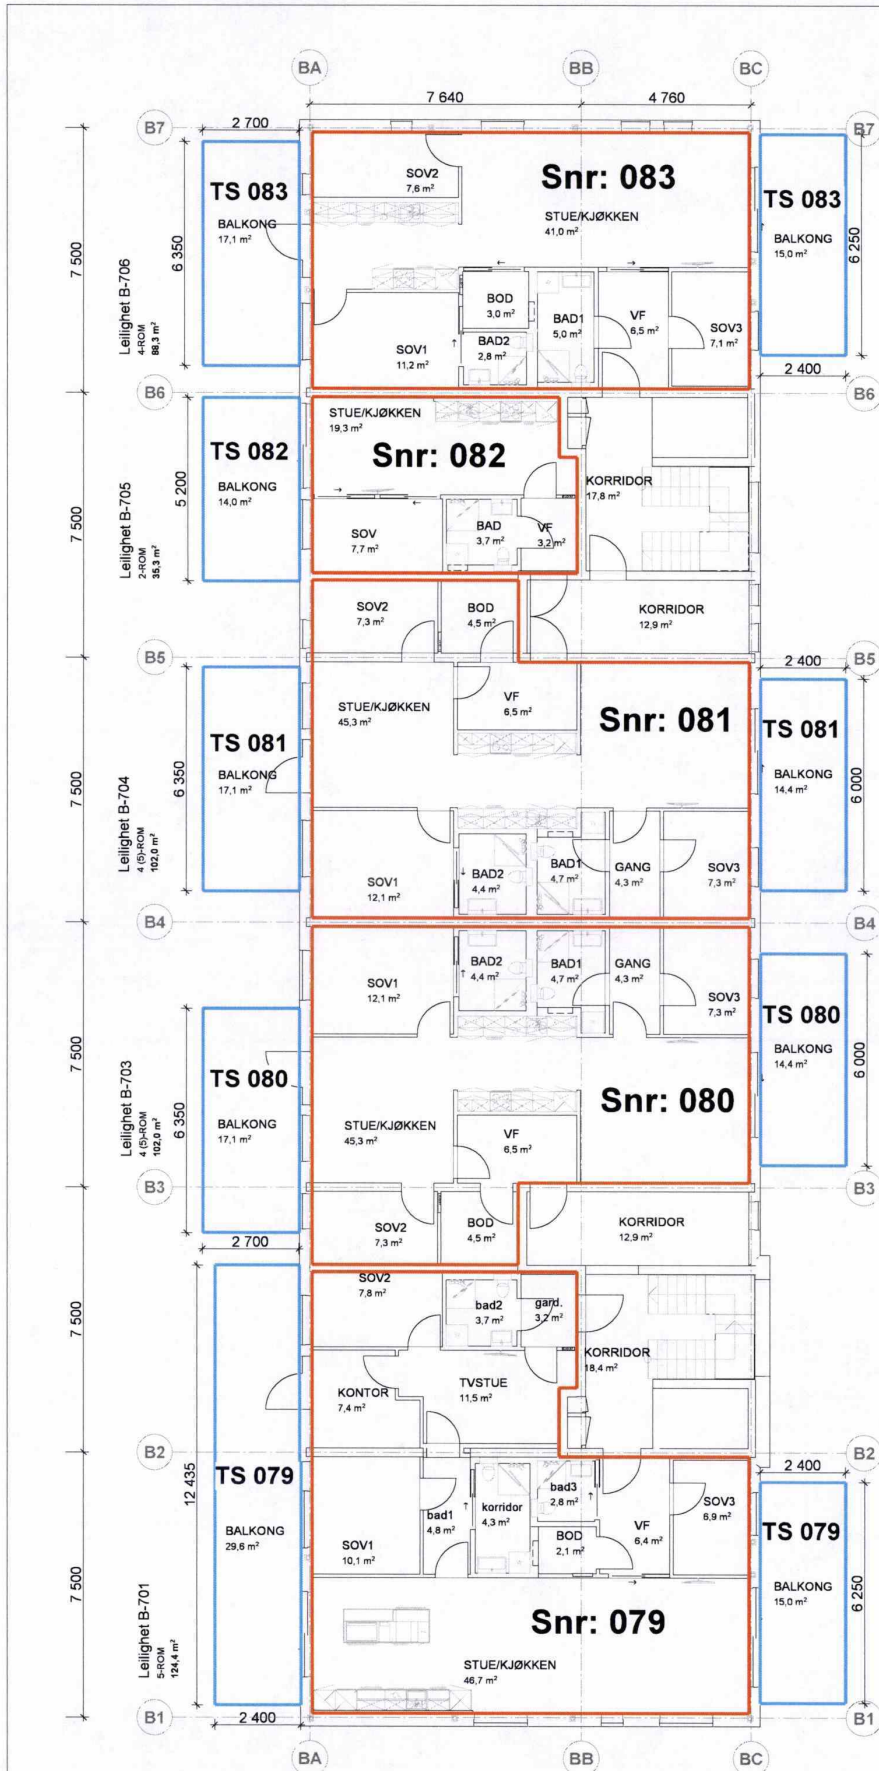 BA
BB
BC
7 640
4 760
B7
B7
2 700
TS 083
BALKONG
17,1 m²
6 350
7 500
Leilighet B-706
4-ROM
88,3 m²
SOV2
7,6 m²
Snr: 083
STUE/KJØKKEN
41,0 m²
BOD
3,0 m²
BAD1
5,0 m²
BAD2
2,8 m²
VF
6,5 m²
SOV3
7,1 m²
SOV1
11,2 m²
TS 083
BALKONG
15,0 m²
6 250
2 400
B6
B6
TS 082
BALKONG
14,0 m²
5 200
7 500
Leilighet B-705
2-ROM
35,3 m²
STUE/KJØKKEN
19,3 m²
Snr: 082
SOV
7,7 m²
BAD
3,7 m²
VF
3,2 m²
KORRIDOR
17,8 m²
SOV2
7,3 m²
BOD
4,5 m²
KORRIDOR
12,9 m²
B5
B5
2 400
TS 081
BALKONG
17,1 m²
6 350
7 500
Leilighet B-704
4 (5)-ROM
102,0 m²
STUE/KJØKKEN
45,3 m²
VF
6,5 m²
Snr: 081
TS 081
BALKONG
14,4 m²
6 000
SOV1
12,1 m²
BAD2
4,4 m²
BAD1
4,7 m²
GANG
4,3 m²
SOV3
7,3 m²
B4
B4
SOV1
12,1 m²
BAD2
4,4 m²
BAD1
4,7 m²
GANG
4,3 m²
SOV3
7,3 m²
TS 080
BALKONG
14,4 m²
6 000
7 500
Leilighet B-703
4 (5)-ROM
102,0 m²
6 350
TS 080
BALKONG
17,1 m²
STUE/KJØKKEN
45,3 m²
VF
6,5 m²
Snr: 080
B3
B3
2 700
SOV2
7,3 m²
BOD
4,5 m²
KORRIDOR
12,9 m²
SOV2
7,8 m²
bad2
3,7 m²
gard.
3,2 m²
7 500
KORRIDOR
18,4 m²
KONTOR
7,4 m²
TVSTUE
11,5 m²
B2
B2
12 435
TS 079
BALKONG
29,6 m²
2 400
SOV1
10,1 m²
bad1
4,8 m²
korridor
4,3 m²
bad3
2,8 m²
BOD
2,1 m²
VF
6,4 m²
SOV3
6,9 m²
TS 079
BALKONG
15,0 m²
6 250
7 500
Leilighet B-701
5-ROM
124,4 m²
Snr: 079
STUE/KJØKKEN
46,7 m²
B1
B1
2 400
BA
BB
BC